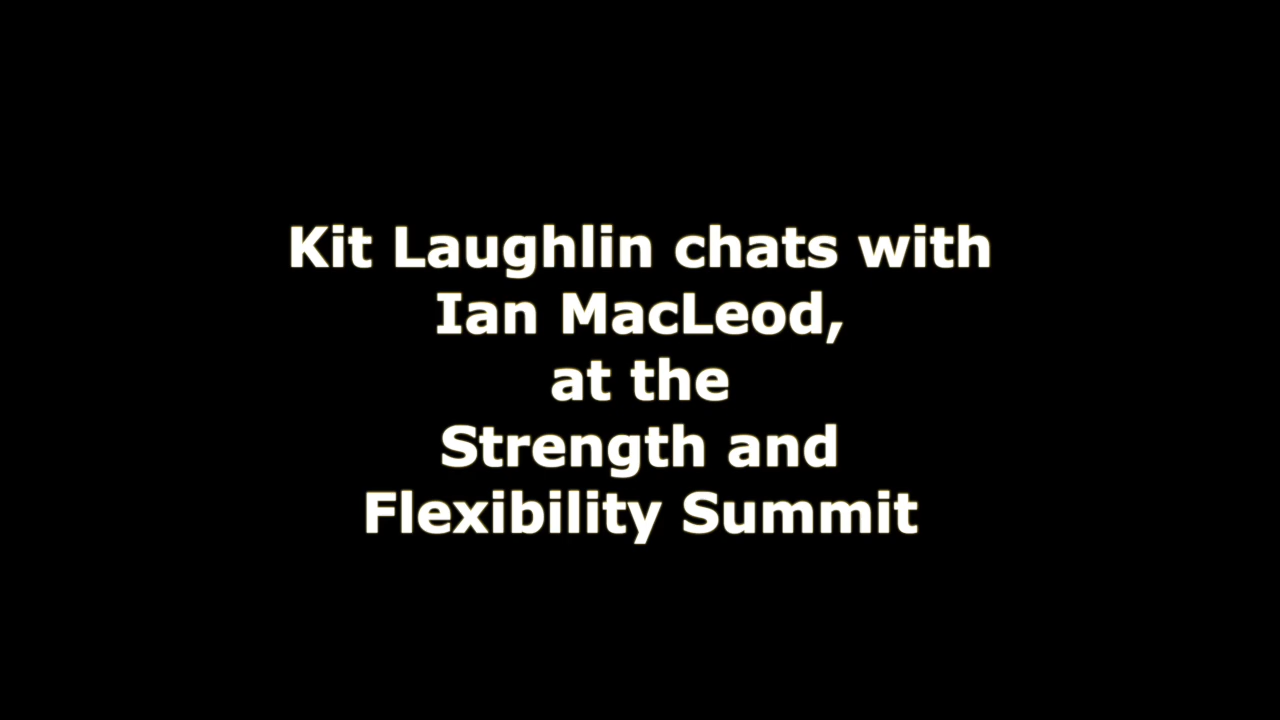 Kit Laughlin chats with
Ian MacLeod,
at the
Strength and
Flexibility Summit